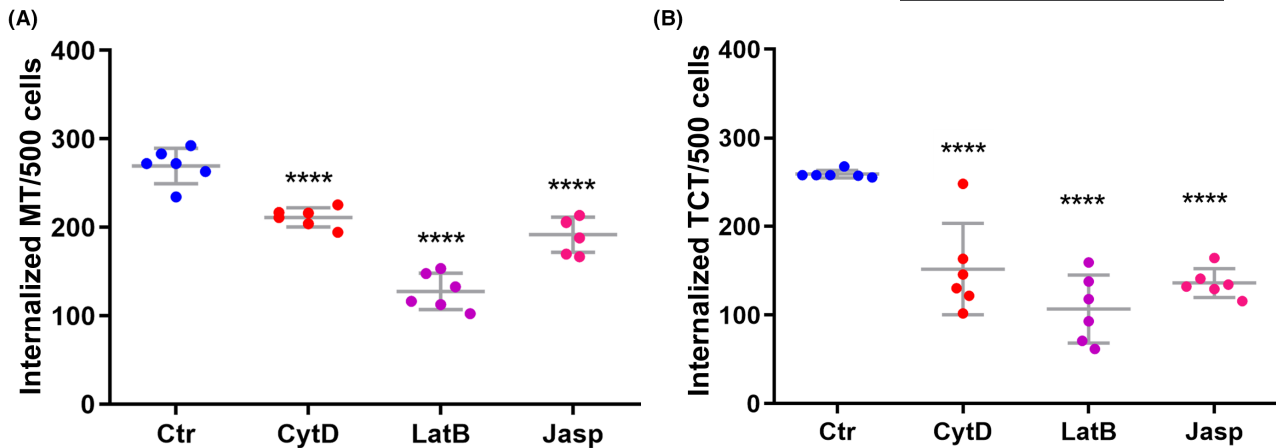 (A)
Internalized MT/500 cells
400
300
200
100
0
****
****
****
Ctr CytD LatB Jasp
(B)
Internalized TCT/500 cells
400
300
200
100
0
****
****
****
Ctr CytD LatB Jasp